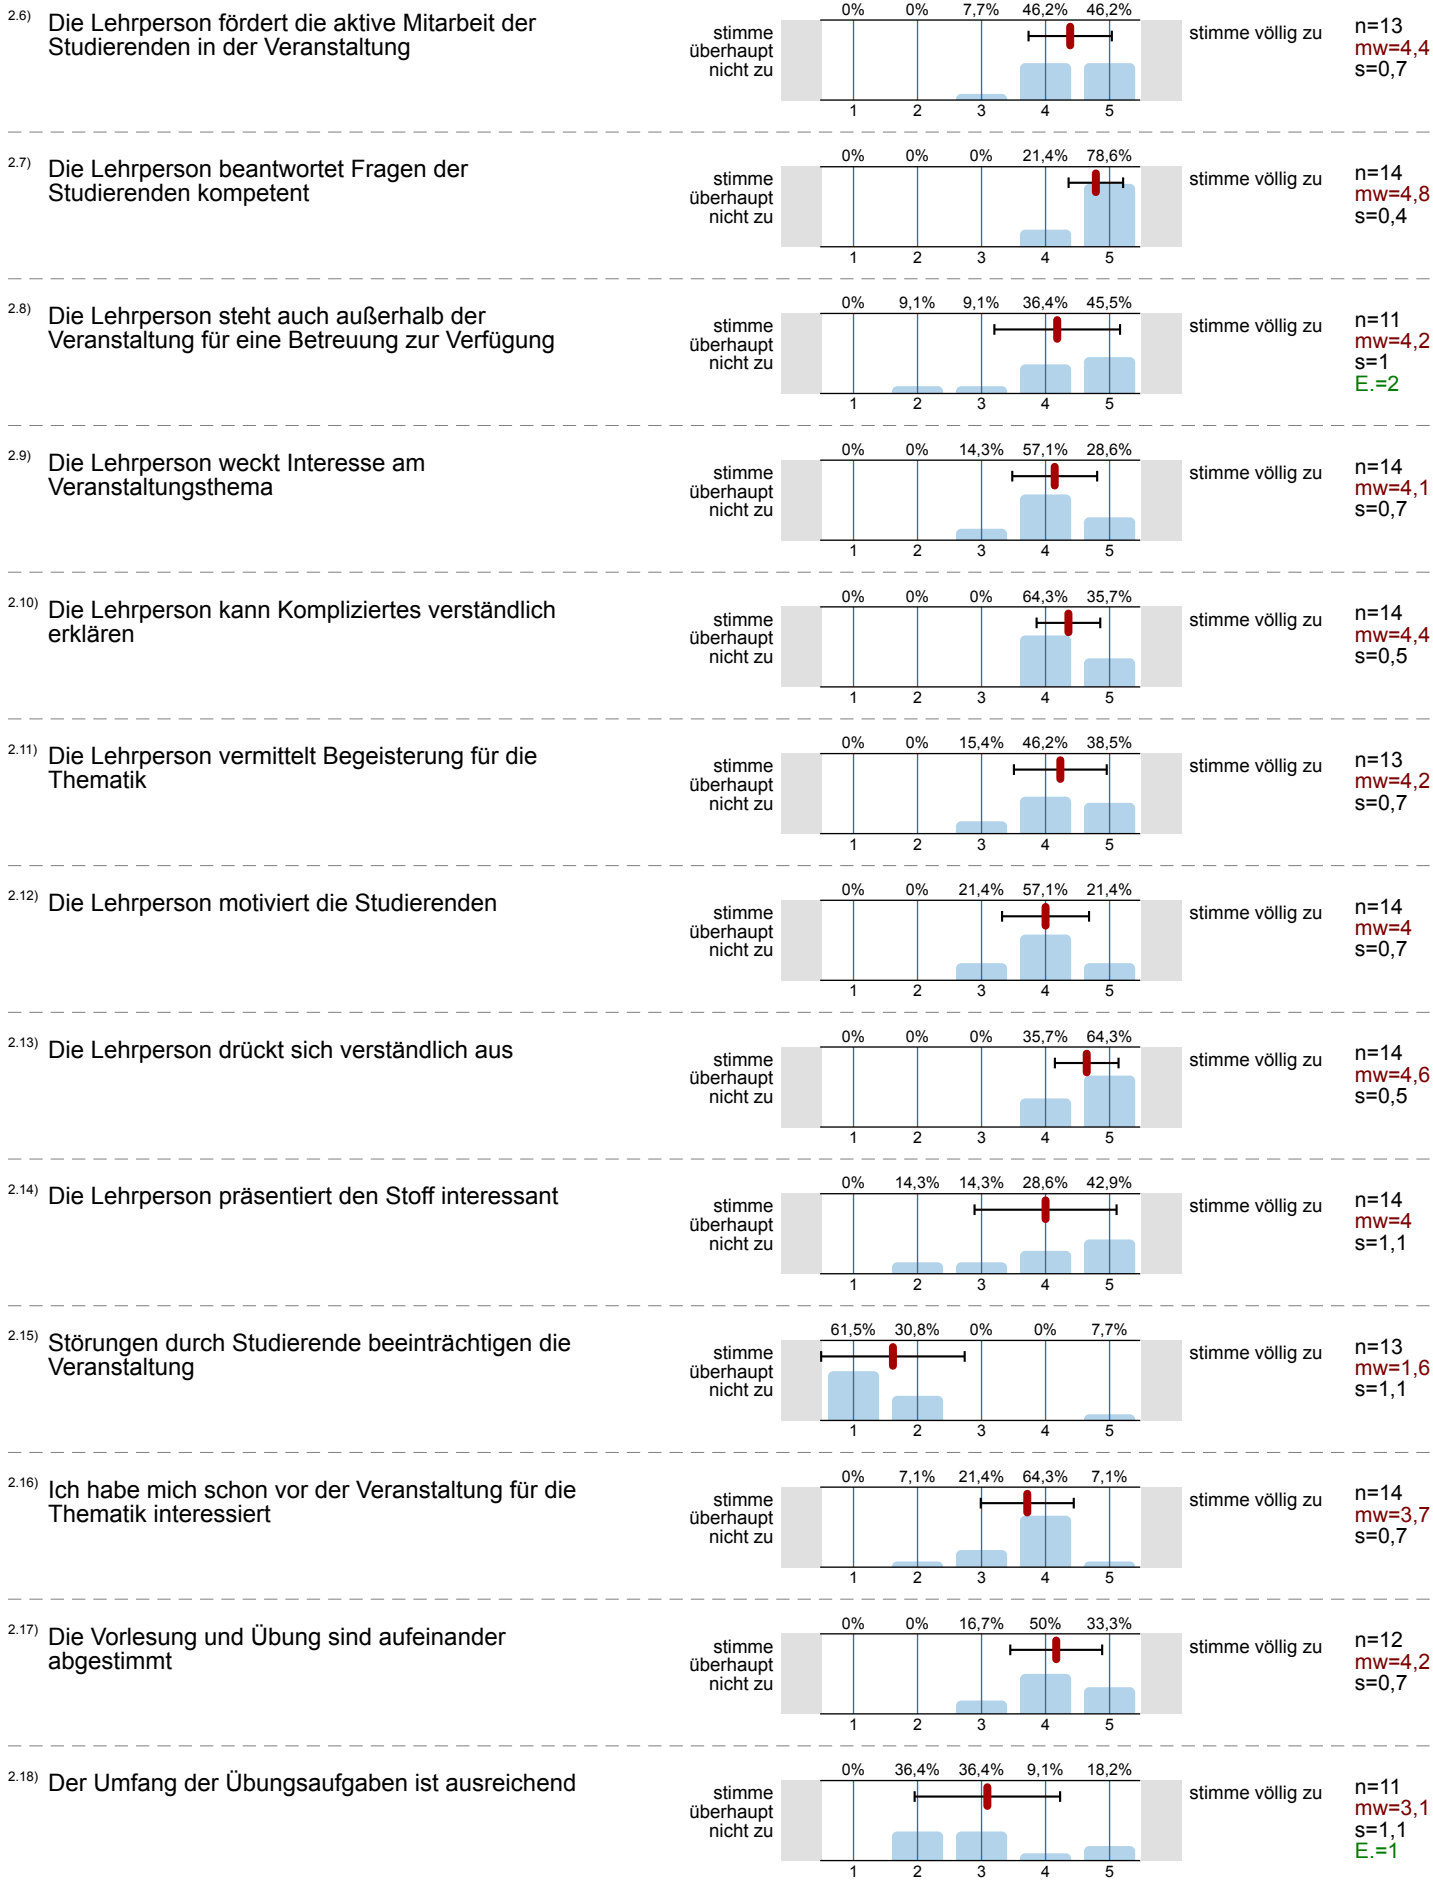 2.6) Die Lehrperson fördert die aktive Mitarbeit der
Studierenden in der Veranstaltung
stimme
überhaupt
nicht zu
0% 0% 7,7% 46,2% 46,2%
1 2 3 4 5
stimme völlig zu
n=13
mw=4,4
s=0,7
2.7) Die Lehrperson beantwortet Fragen der
Studierenden kompetent
stimme
überhaupt
nicht zu
0% 0% 0% 21,4% 78,6%
1 2 3 4 5
stimme völlig zu
n=14
mw=4,8
s=0,4
2.8) Die Lehrperson steht auch außerhalb der
Veranstaltung für eine Betreuung zur Verfügung
stimme
überhaupt
nicht zu
0% 9,1% 9,1% 36,4% 45,5%
1 2 3 4 5
stimme völlig zu
n=11
mw=4,2
s=1
E.=2
2.9) Die Lehrperson weckt Interesse am
Veranstaltungsthema
stimme
überhaupt
nicht zu
0% 0% 14,3% 57,1% 28,6%
1 2 3 4 5
stimme völlig zu
n=14
mw=4,1
s=0,7
2.10) Die Lehrperson kann Kompliziertes verständlich
erklären
stimme
überhaupt
nicht zu
0% 0% 0% 64,3% 35,7%
1 2 3 4 5
stimme völlig zu
n=14
mw=4,4
s=0,5
2.11) Die Lehrperson vermittelt Begeisterung für die
Thematik
stimme
überhaupt
nicht zu
0% 0% 15,4% 46,2% 38,5%
1 2 3 4 5
stimme völlig zu
n=13
mw=4,2
s=0,7
2.12) Die Lehrperson motiviert die Studierenden
stimme
überhaupt
nicht zu
0% 0% 21,4% 57,1% 21,4%
1 2 3 4 5
stimme völlig zu
n=14
mw=4
s=0,7
2.13) Die Lehrperson drückt sich verständlich aus
stimme
überhaupt
nicht zu
0% 0% 0% 35,7% 64,3%
1 2 3 4 5
stimme völlig zu
n=14
mw=4,6
s=0,5
2.14) Die Lehrperson präsentiert den Stoff interessant
stimme
überhaupt
nicht zu
0% 14,3% 14,3% 28,6% 42,9%
1 2 3 4 5
stimme völlig zu
n=14
mw=4
s=1,1
2.15) Störungen durch Studierende beeinträchtigen die
Veranstaltung
stimme
überhaupt
nicht zu
61,5% 30,8% 0% 0% 7,7%
1 2 3 4 5
stimme völlig zu
n=13
mw=1,6
s=1,1
2.16) Ich habe mich schon vor der Veranstaltung für die
Thematik interessiert
stimme
überhaupt
nicht zu
0% 7,1% 21,4% 64,3% 7,1%
1 2 3 4 5
stimme völlig zu
n=14
mw=3,7
s=0,7
2.17) Die Vorlesung und Übung sind aufeinander
abgestimmt
stimme
überhaupt
nicht zu
0% 0% 16,7% 50% 33,3%
1 2 3 4 5
stimme völlig zu
n=12
mw=4,2
s=0,7
2.18) Der Umfang der Übungsaufgaben ist ausreichend
stimme
überhaupt
nicht zu
0% 36,4% 36,4% 9,1% 18,2%
1 2 3 4 5
stimme völlig zu
n=11
mw=3,1
s=1,1
E.=1